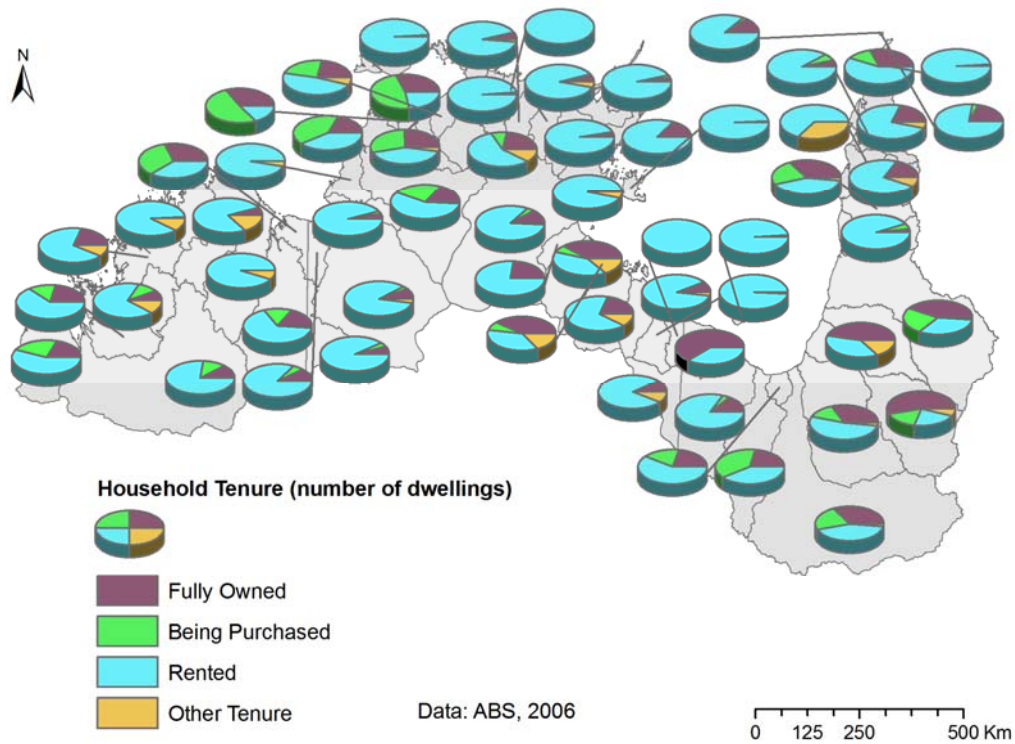 N
Household Tenure (number of dwellings)
Fully Owned
Being Purchased
Rented
Other Tenure
Data: ABS, 2006
0 125 250 500 Km